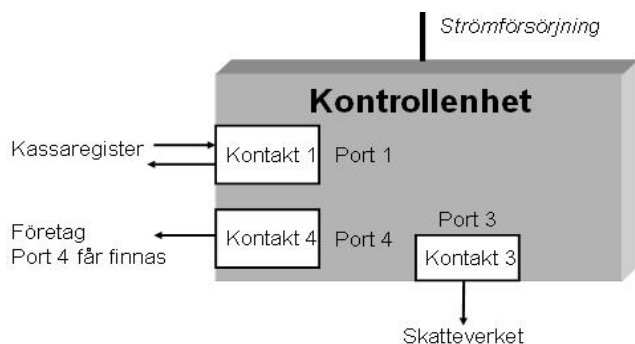 Strömförsörjning
Kontrollenhet
Kassaregister
Kontakt 1
Port 1
Företag
Port 4 får finnas
Kontakt 4
Port 4
Port 3
Kontakt 3
Skatteverket